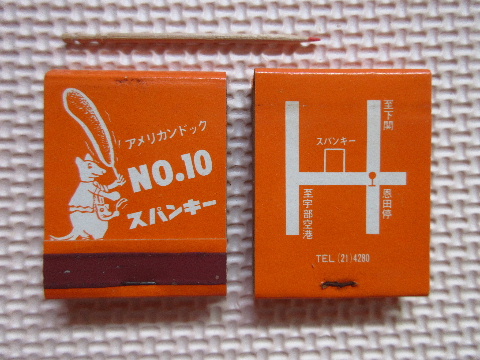 アメリカンドック
NO.10
スパンキー
至下関
スパンキー
至宇部空港
恩田停
TEL (21)4280